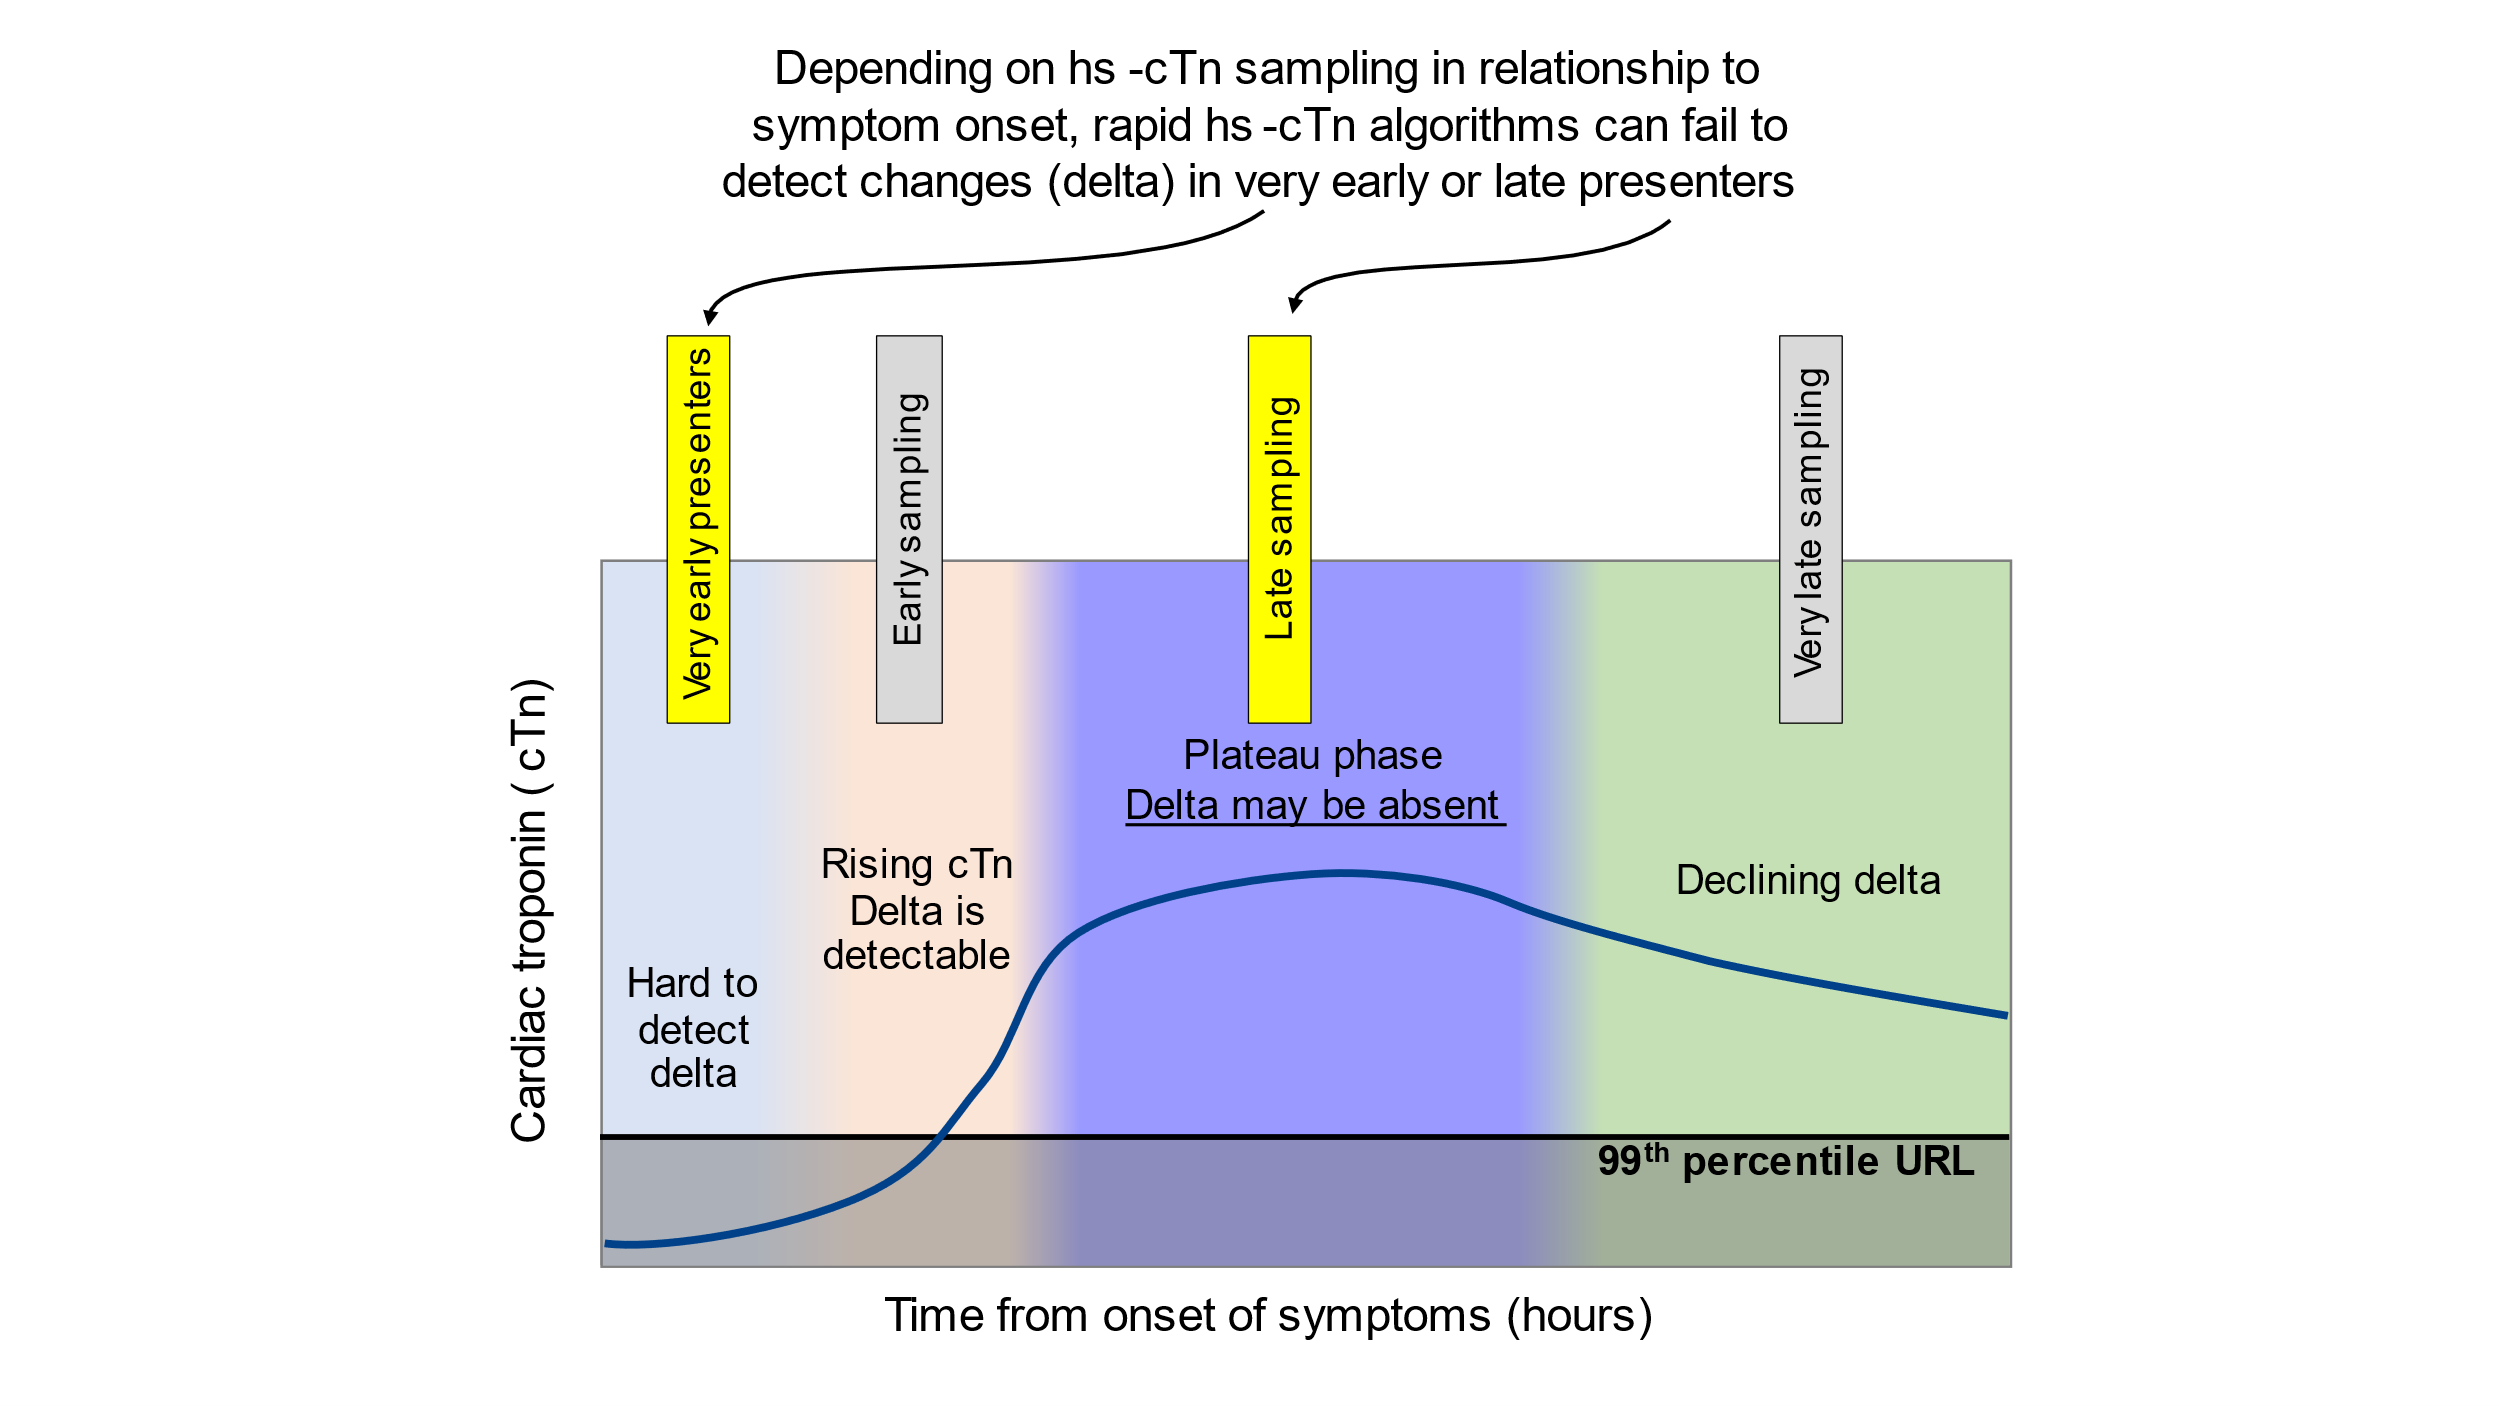 Depending on hs -cTn sampling in relationship to
symptom onset, rapid hs -cTn algorithms can fail to
detect changes (delta) in very early or late presenters
Very early presenters
Early sampling
Late sampling
Very late sampling
Plateau phase
Delta may be absent
Rising cTn
Delta is
detectable
Declining delta
Hard to
detect
delta
Cardiac troponin ( cTn)
99th percentile URL
Time from onset of symptoms (hours)